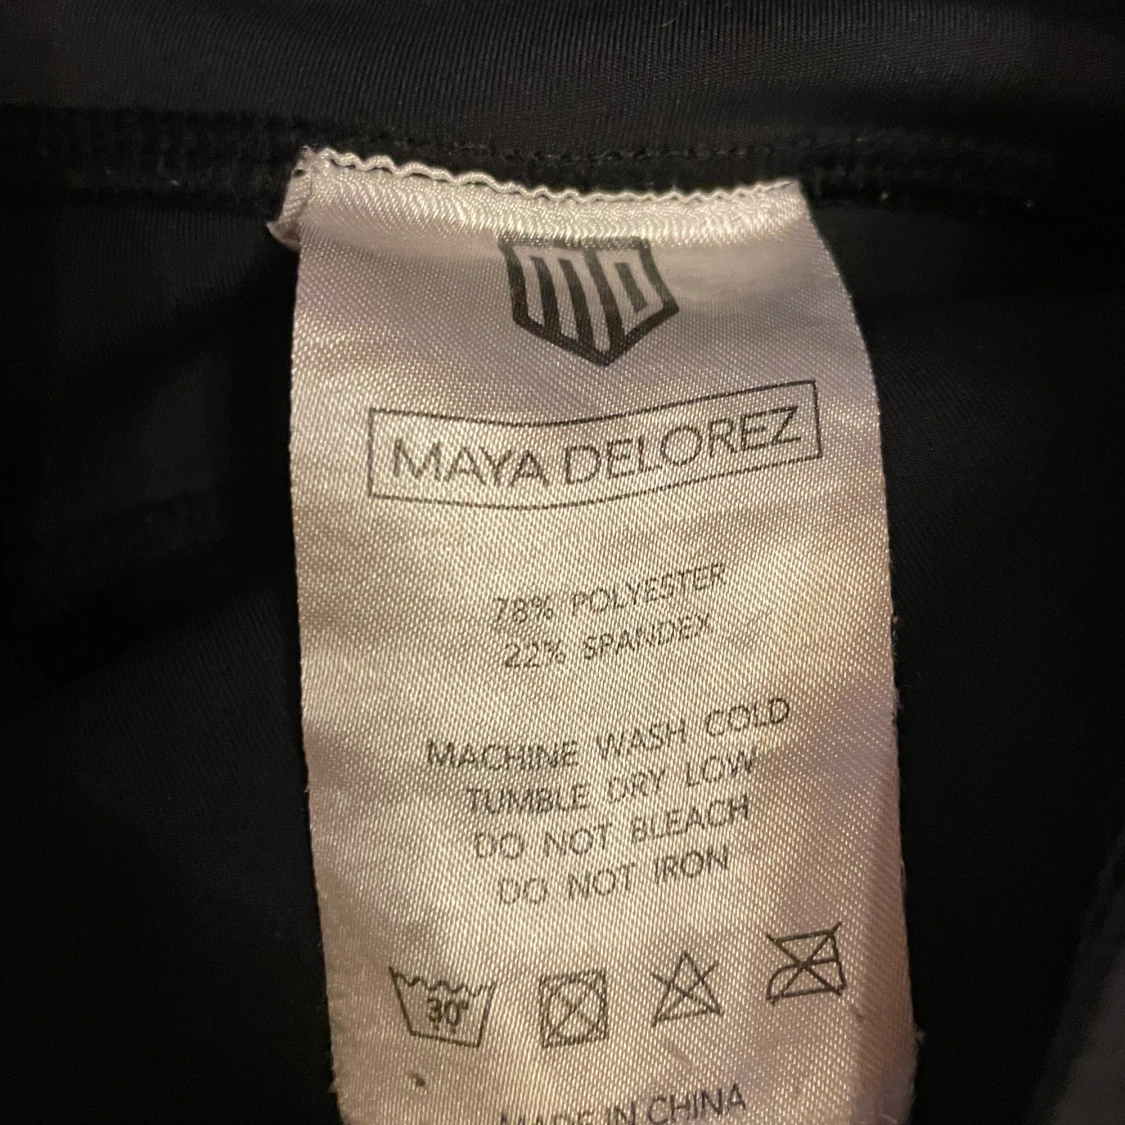 MD
MAYA DELOREZ
78% POLYESTER
22% SPANDEX
MACHINE WASH COLD
TUMBLE DRY LOW
DO NOT BLEACH
DO NOT IRON
30°
MADE IN CHINA